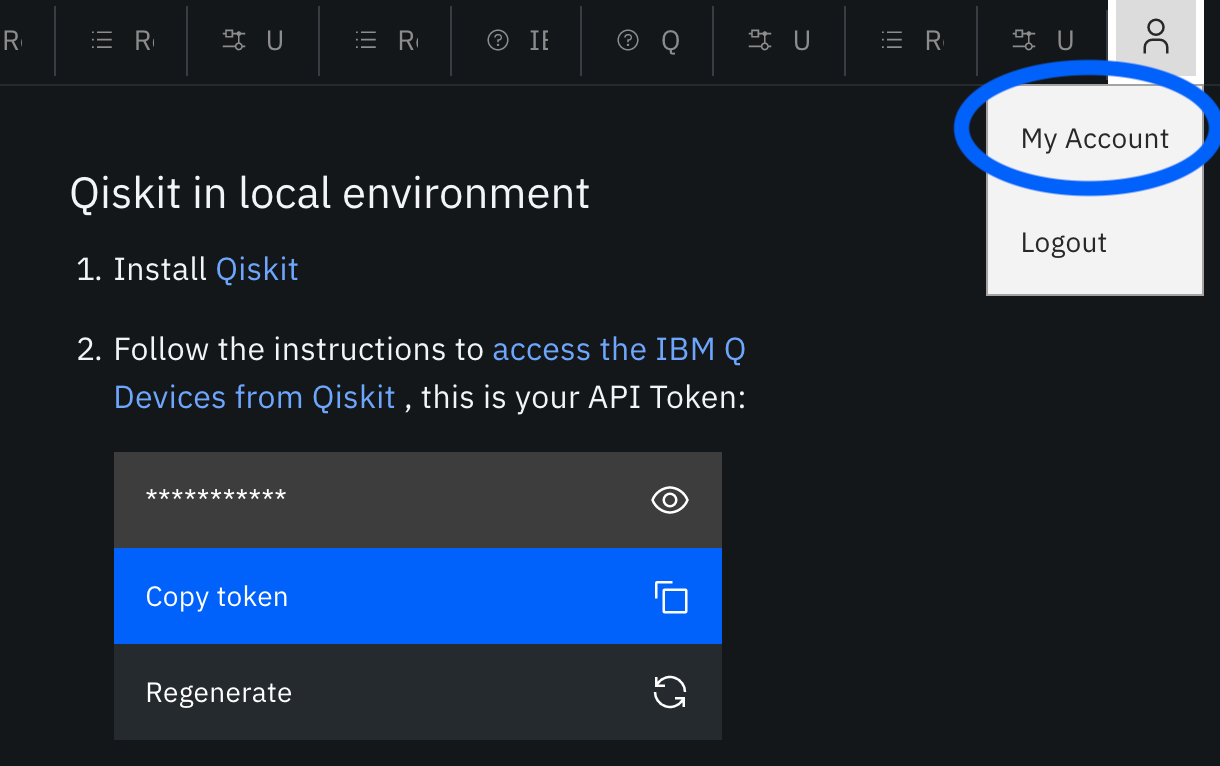 U
Q
U
U
My Account
Logout
Qiskit in local environment
1. Install Qiskit
2. Follow the instructions to access the IBM Q
Devices from Qiskit , this is your API Token:
***********
Copy token
Regenerate